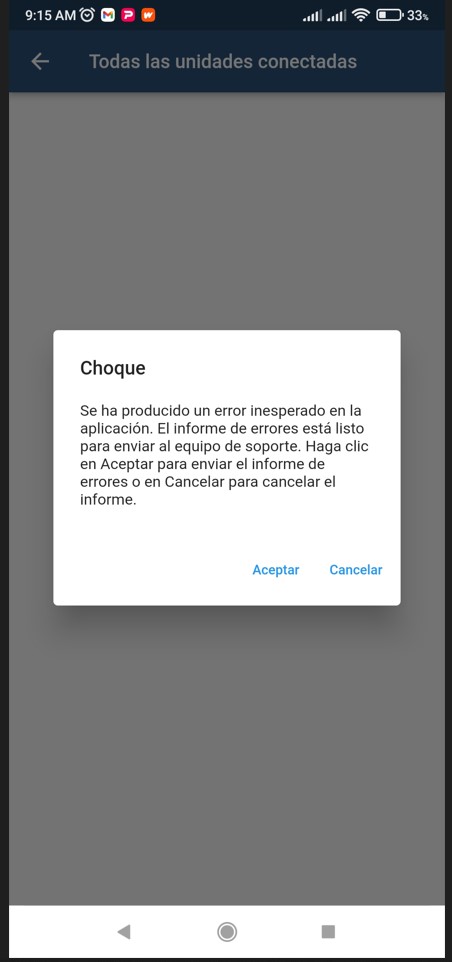 9:15 AM
33%
Todas las unidades conectadas
Choque
Se ha producido un error inesperado en la
aplicación. El informe de errores está listo
para enviar al equipo de soporte. Haga clic
en Aceptar para enviar el informe de
errores o en Cancelar para cancelar el
informe.
Aceptar Cancelar